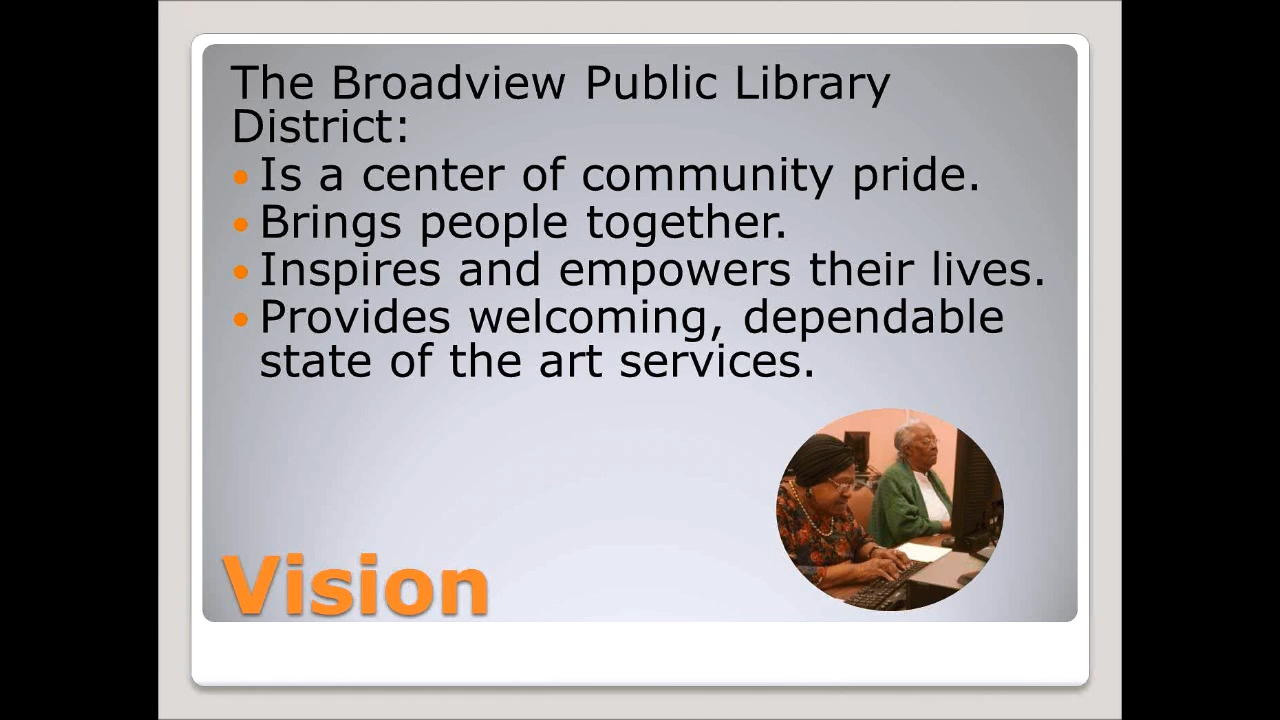 The Broadview Public Library
District:
• Is a center of community pride.
• Brings people together.
• Inspires and empowers their lives.
• Provides welcoming, dependable
state of the art services.
Vision